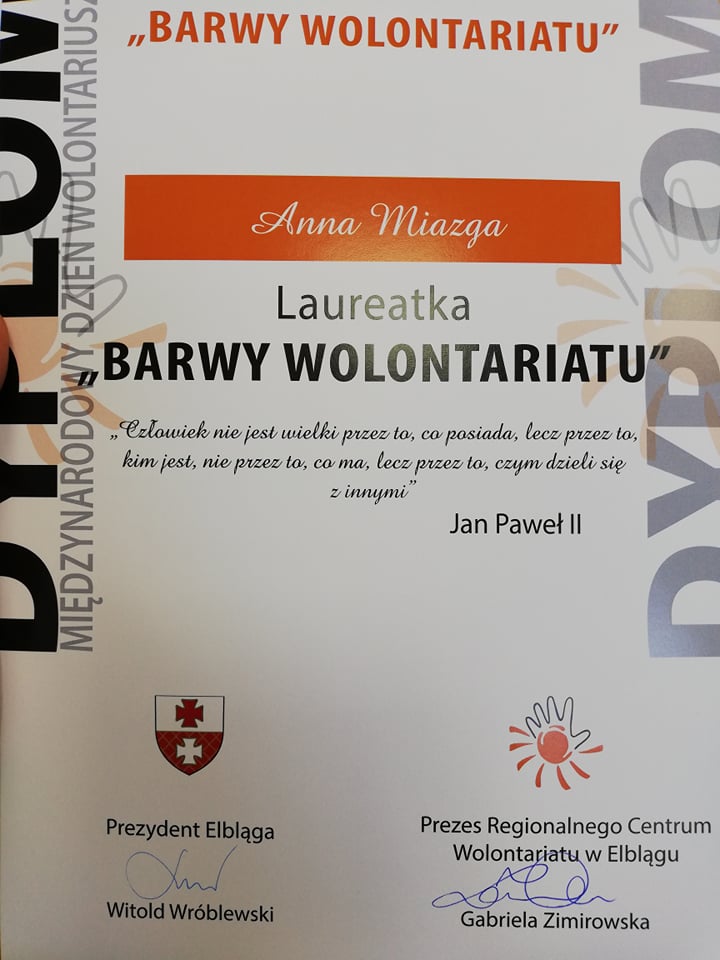 „BARWY WOLONTARIATU”
Anna Miazga
Laureatka
„BARWY WOLONTARIATU”
„Człowiek nie jest wielki przez to, co posiada, lecz przez to,
kim jest, nie przez to, co ma, lecz przez to, czym dzieli się
z innymi”
Jan Paweł II
DYPLOM
MIĘDZYNARODOWY DZIEŃ WOLONTARIUSZ
DYPLOM
Prezydent Elbląga
Witold Wróblewski
Prezes Regionalnego Centrum
Wolontariatu w Elblągu
Gabriela Zimirowska